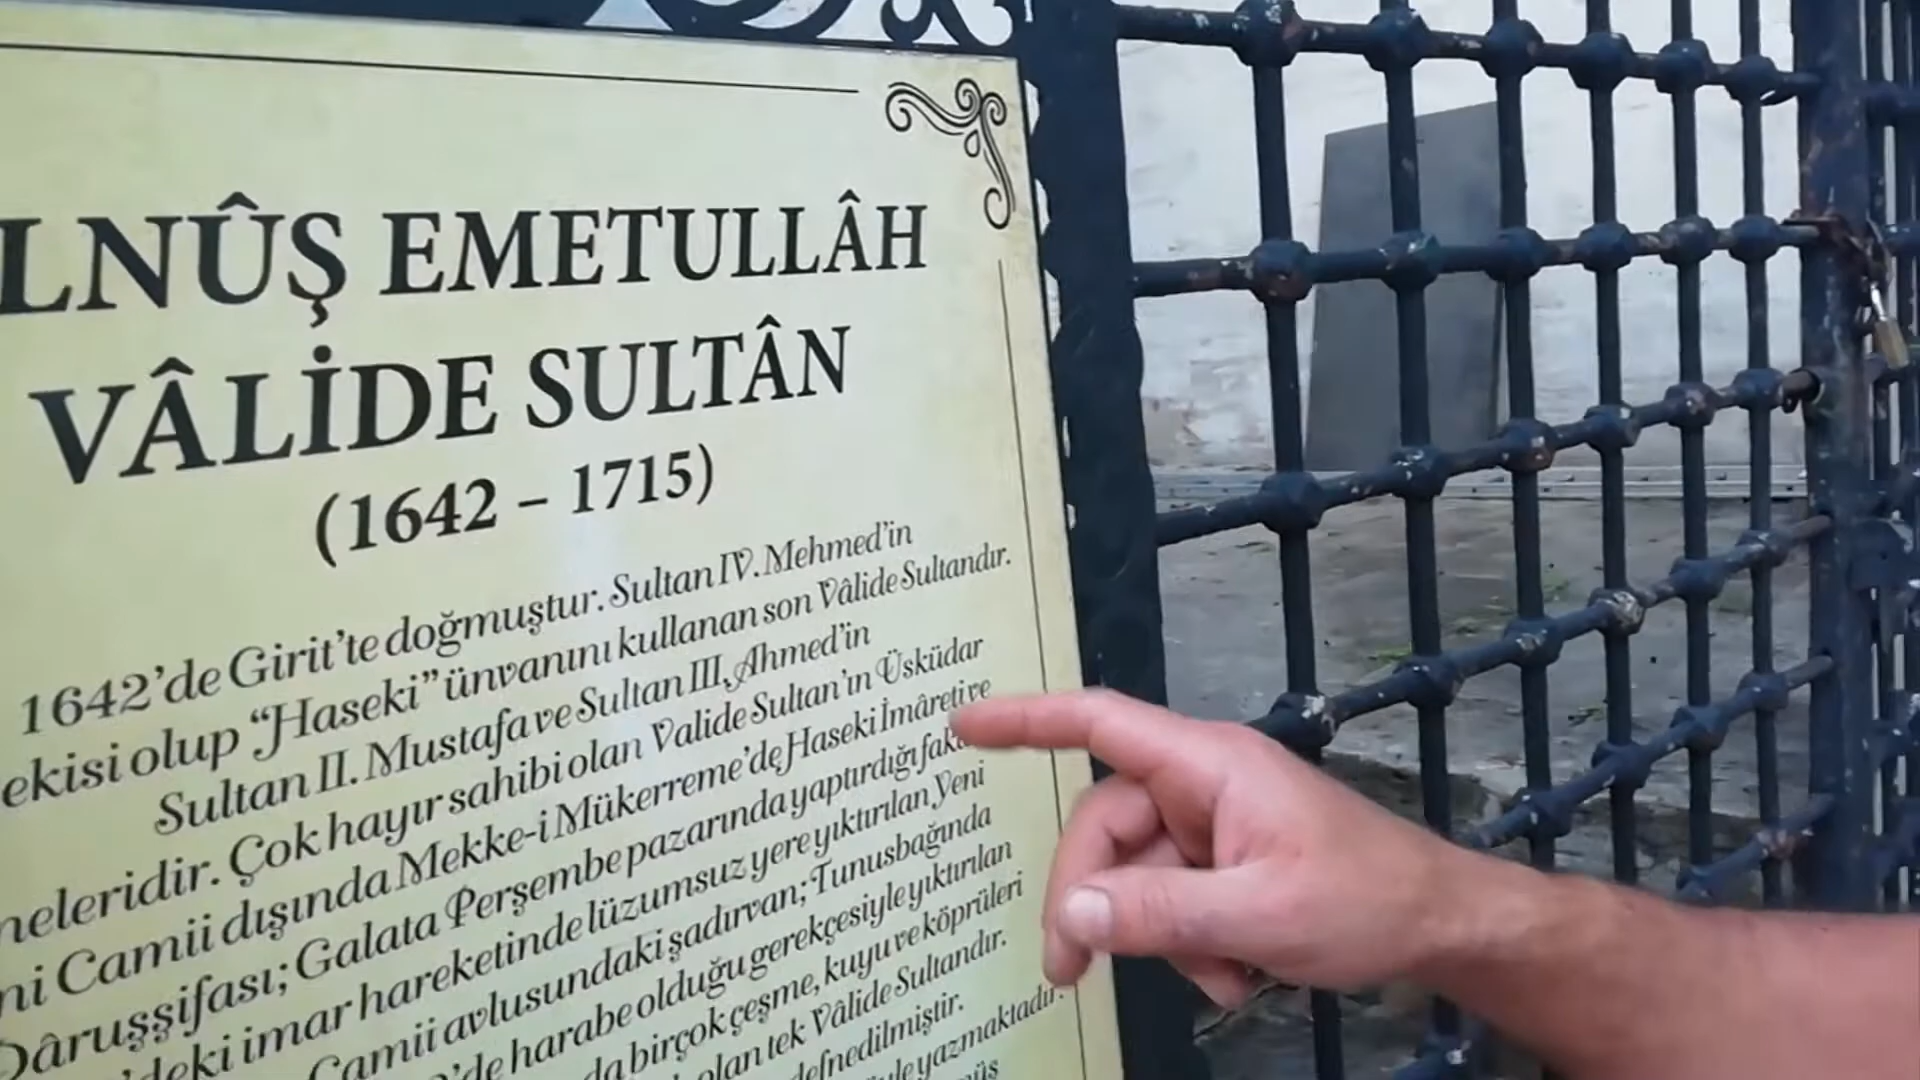 LNÛŞ EMETULLÂH
VÂLİDE SULTÂN
(1642 – 1715)
1642'de Girit'te doğmuştur. Sultan IV. Mehmed'in
ekisi olup “Haseki” ünvanını kullanan son Vâlide Sultandır.
Sultan II. Mustafa ve Sultan III. Ahmed'in
neleridir. Çok hayır sahibi olan Valide Sultan'ın Üsküdar
ni Camii dışında Mekke-i Mükerreme'de Haseki İmâreti ve
Dâruşşifası; Galata Perşembe pazarında yaptırdığı
'deki imar hareketinde lüzumsuz yere yıktırılan Yeni
Camii avlusundaki şadırvan; Tunusbağında
'de harabe olduğu gerekçesiyle yıktırılan
da birçok çeşme, kuyu ve köprüleri
olan tek Vâlide Sultandır.
defnedilmiştir.
yazmaktadır.